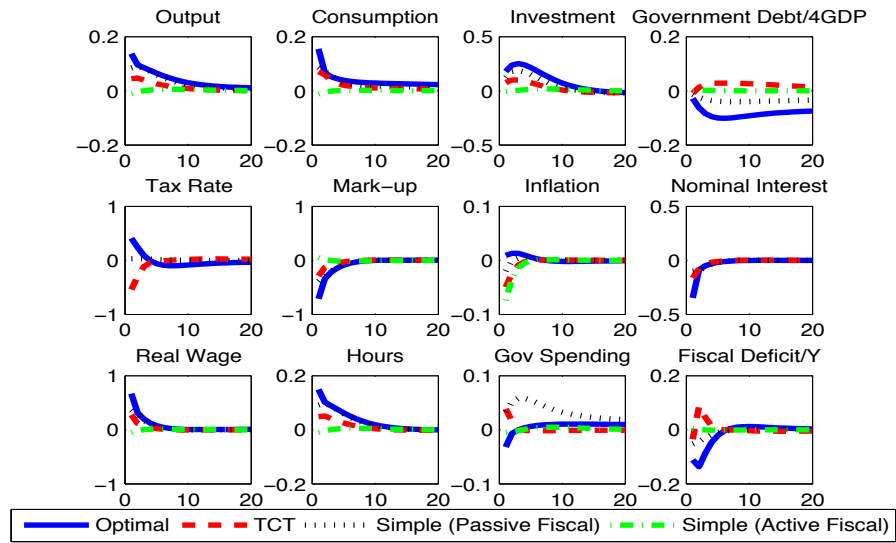 Output Consumption Investment Government Debt/4GDP
0.2 0.2 0.5 0.2
0 0 0 0
−0.2 −0.2 −0.5 −0.2
0 10 20 0 10 20 0 10 20 0 10 20
Tax Rate Mark−up Inflation Nominal Interest
1 1 0.1 0.5
0 0 0 0
−1 −1 −0.1 −0.5
0 10 20 0 10 20 0 10 20 0 10 20
Real Wage Hours Gov Spending Fiscal Deficit/Y
1 0.2 0.1 0.2
0 0 0 0
−1 −0.2 −0.1 −0.2
0 10 20 0 10 20 0 10 20 0 10 20
Optimal TCT Simple (Passive Fiscal) Simple (Active Fiscal)